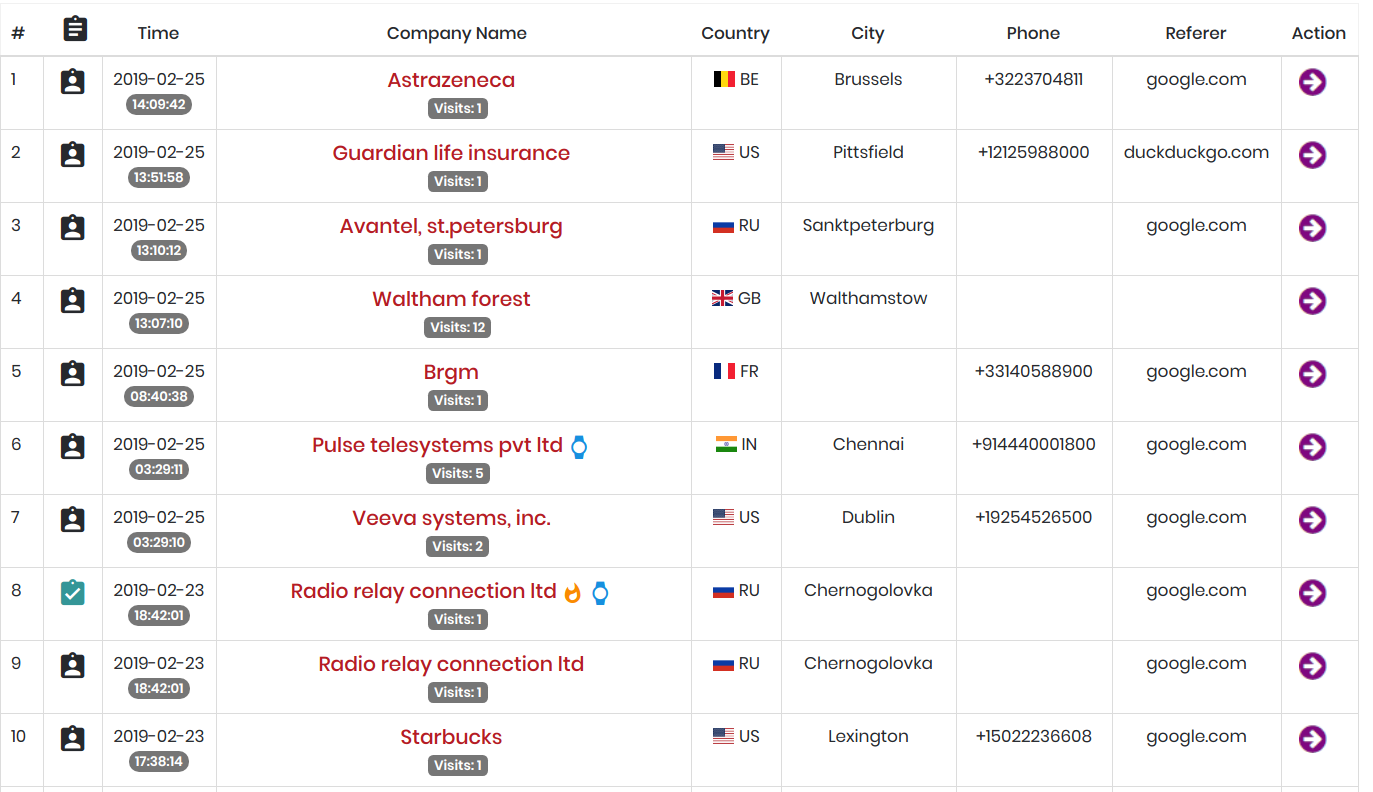 # Time Company Name Country City Phone Referer Action
1 2019-02-25 Astrazeneca BE Brussels +3223704811 google.com
14:09:42 Visits: 1
2 2019-02-25 Guardian life insurance US Pittsfield +12125988000 duckduckgo.com
13:51:58 Visits: 1
3 2019-02-25 Avantel, st.petersburg RU Sanktpeterburg google.com
13:10:12 Visits: 1
4 2019-02-25 Waltham forest GB Walthamstow
13:07:10 Visits: 12
5 2019-02-25 Brgm FR +33140588900 google.com
08:40:38 Visits: 1
6 2019-02-25 Pulse telesystems pvt ltd IN Chennai +914440001800 google.com
03:29:11 Visits: 5
7 2019-02-25 Veeva systems, inc. US Dublin +19254526500 google.com
03:29:10 Visits: 2
8 2019-02-23 Radio relay connection ltd RU Chernogolovka google.com
18:42:01 Visits: 1
9 2019-02-23 Radio relay connection ltd RU Chernogolovka google.com
18:42:01 Visits: 1
10 2019-02-23 Starbucks US Lexington +15022236608 google.com
17:38:14 Visits: 1